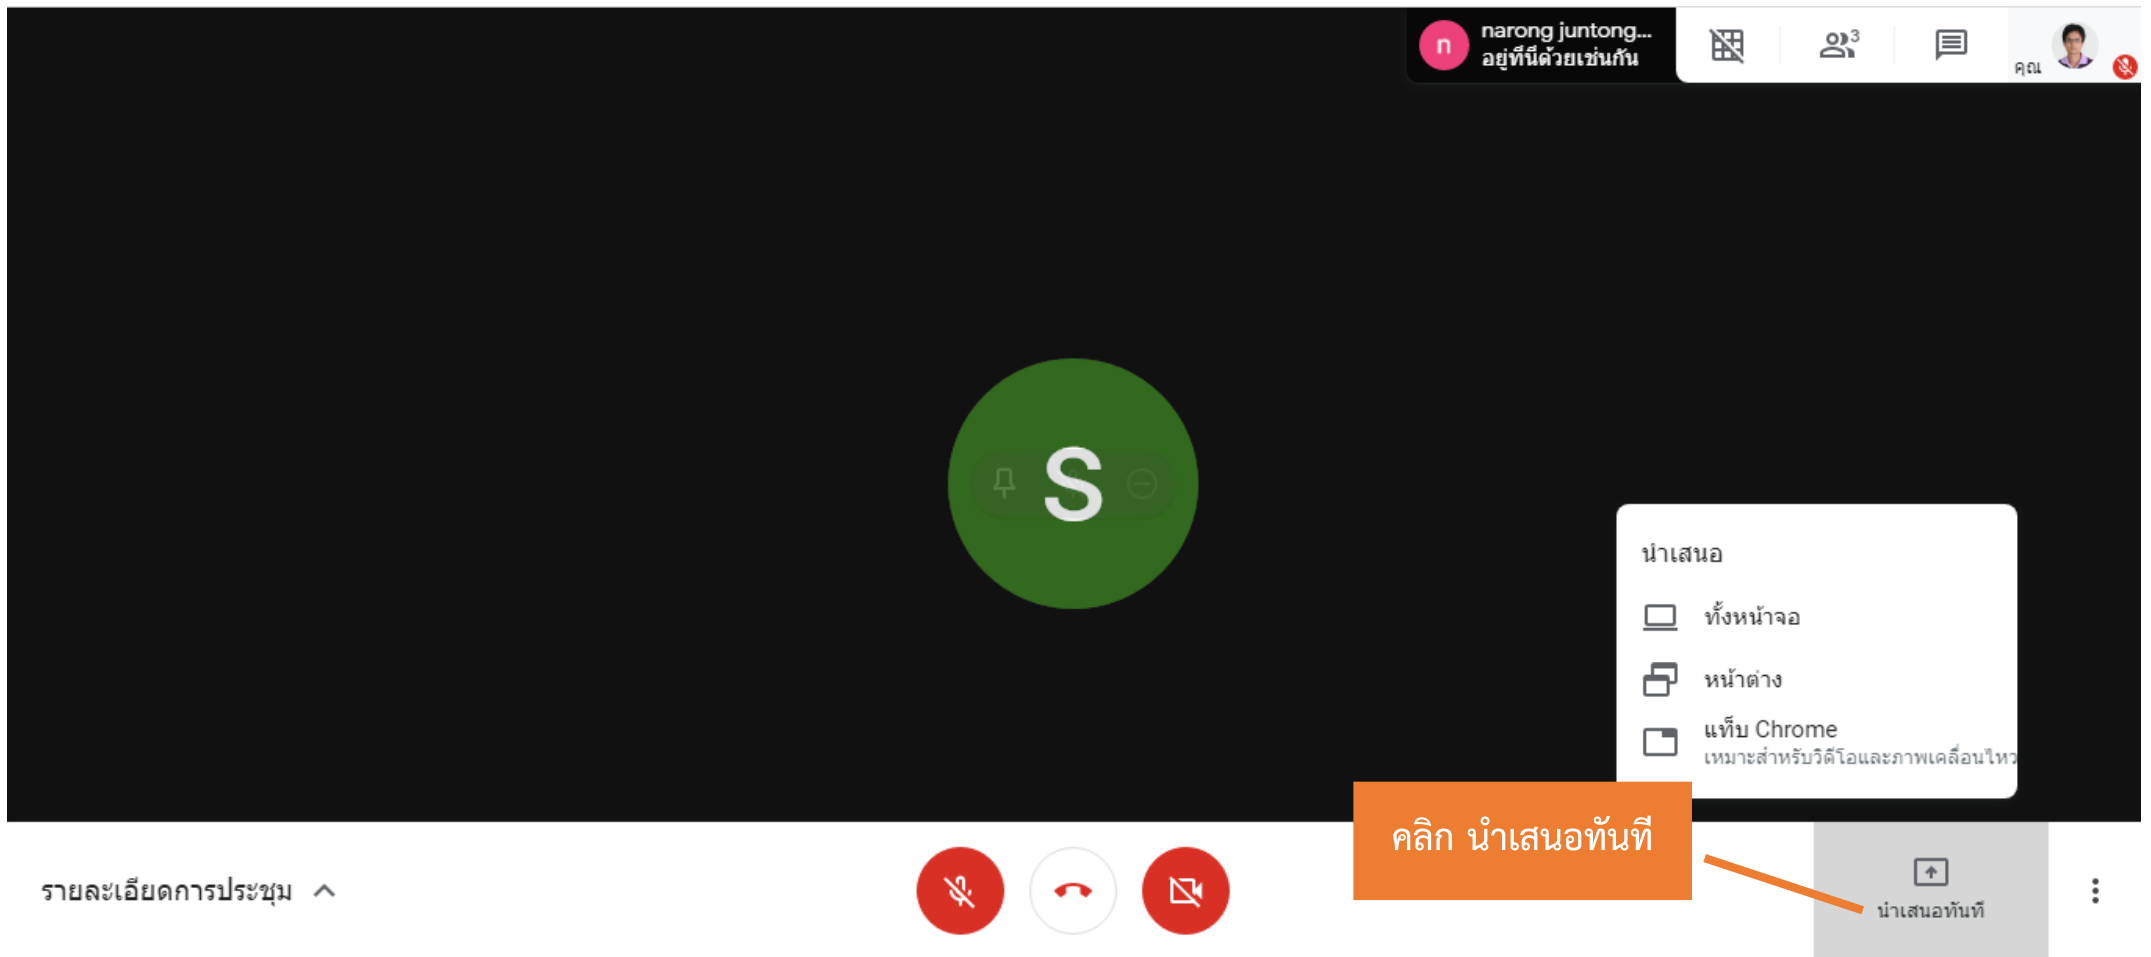 n
narong juntong...
อยู่ที่นี่ด้วยเช่นกัน
3
คุณ
S
นำเสนอ
ทั้งหน้าจอ
หน้าต่าง
แท็บ Chrome
เหมาะสำหรับวิดีโอและภาพเคลื่อนไหว
คลิก นำเสนอทันที
รายละเอียดการประชุม
นำเสนอทันที